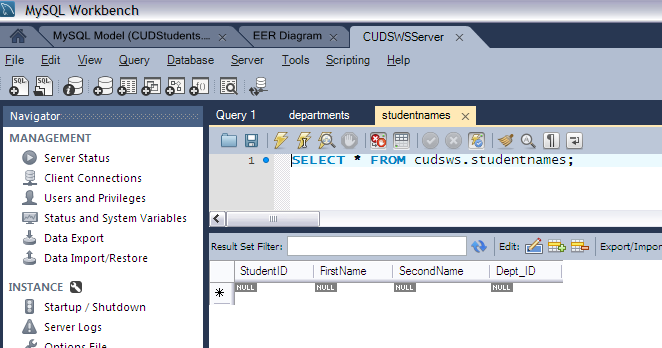 MySQL Workbench
MySQL Model (CUDStudents.... × EER Diagram × CUDSWSServer ×
File Edit View Query Database Server Tools Scripting Help
Navigator
MANAGEMENT
Server Status
Client Connections
Users and Privileges
Status and System Variables
Data Export
Data Import/Restore
INSTANCE
Startup / Shutdown
Server Logs
Options File
Query 1 departments studentnames ×
1 SELECT * FROM cudsws.studentnames;
Result Set Filter: Edit: Export/Impor
StudentID FirstName SecondName Dept_ID
* NULL NULL NULL NULL